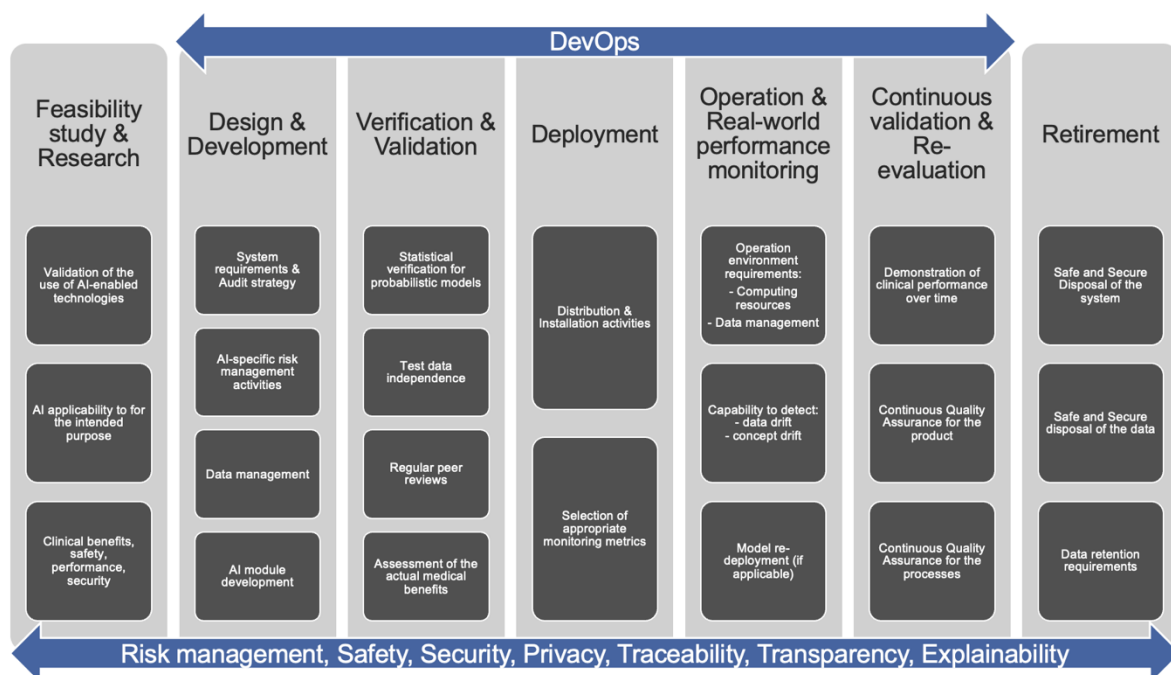 DevOps
Feasibility
study &
Research
Validation of the
use of AI-enabled
technologies
AI applicability to for
the intended
purpose
Clinical benefits,
safety,
performance,
security
Design &
Development
System
requirements &
Audit strategy
AI-specific risk
management
activities
Data management
AI module
development
Verification &
Validation
Statistical
verification for
probabilistic models
Test data
independence
Regular peer
reviews
Assessment of the
actual medical
benefits
Deployment
Distribution &
Installation activities
Selection of
appropriate
monitoring metrics
Operation &
Real-world
performance
monitoring
Operation
environment
requirements:
- Computing
resources
- Data management
Capability to detect:
- data drift
- concept drift
Model re-
deployment (if
applicable)
Continuous
validation &
Re-
evaluation
Demonstration of
clinical performance
over time
Continuous Quality
Assurance for the
product
Continuous Quality
Assurance for the
processes
Retirement
Safe and Secure
Disposal of the
system
Safe and Secure
disposal of the data
Data retention
requirements
Risk management, Safety, Security, Privacy, Traceability, Transparency, Explainability